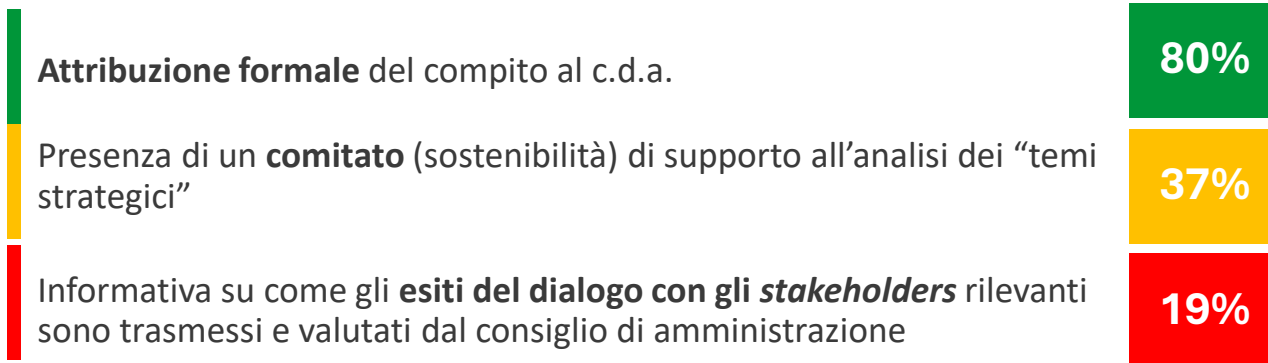 Attribuzione formale del compito al c.d.a.
80%
Presenza di un comitato (sostenibilità) di supporto all’analisi dei “temi
strategici”
37%
Informativa su come gli esiti del dialogo con gli stakeholders rilevanti
sono trasmessi e valutati dal consiglio di amministrazione
19%